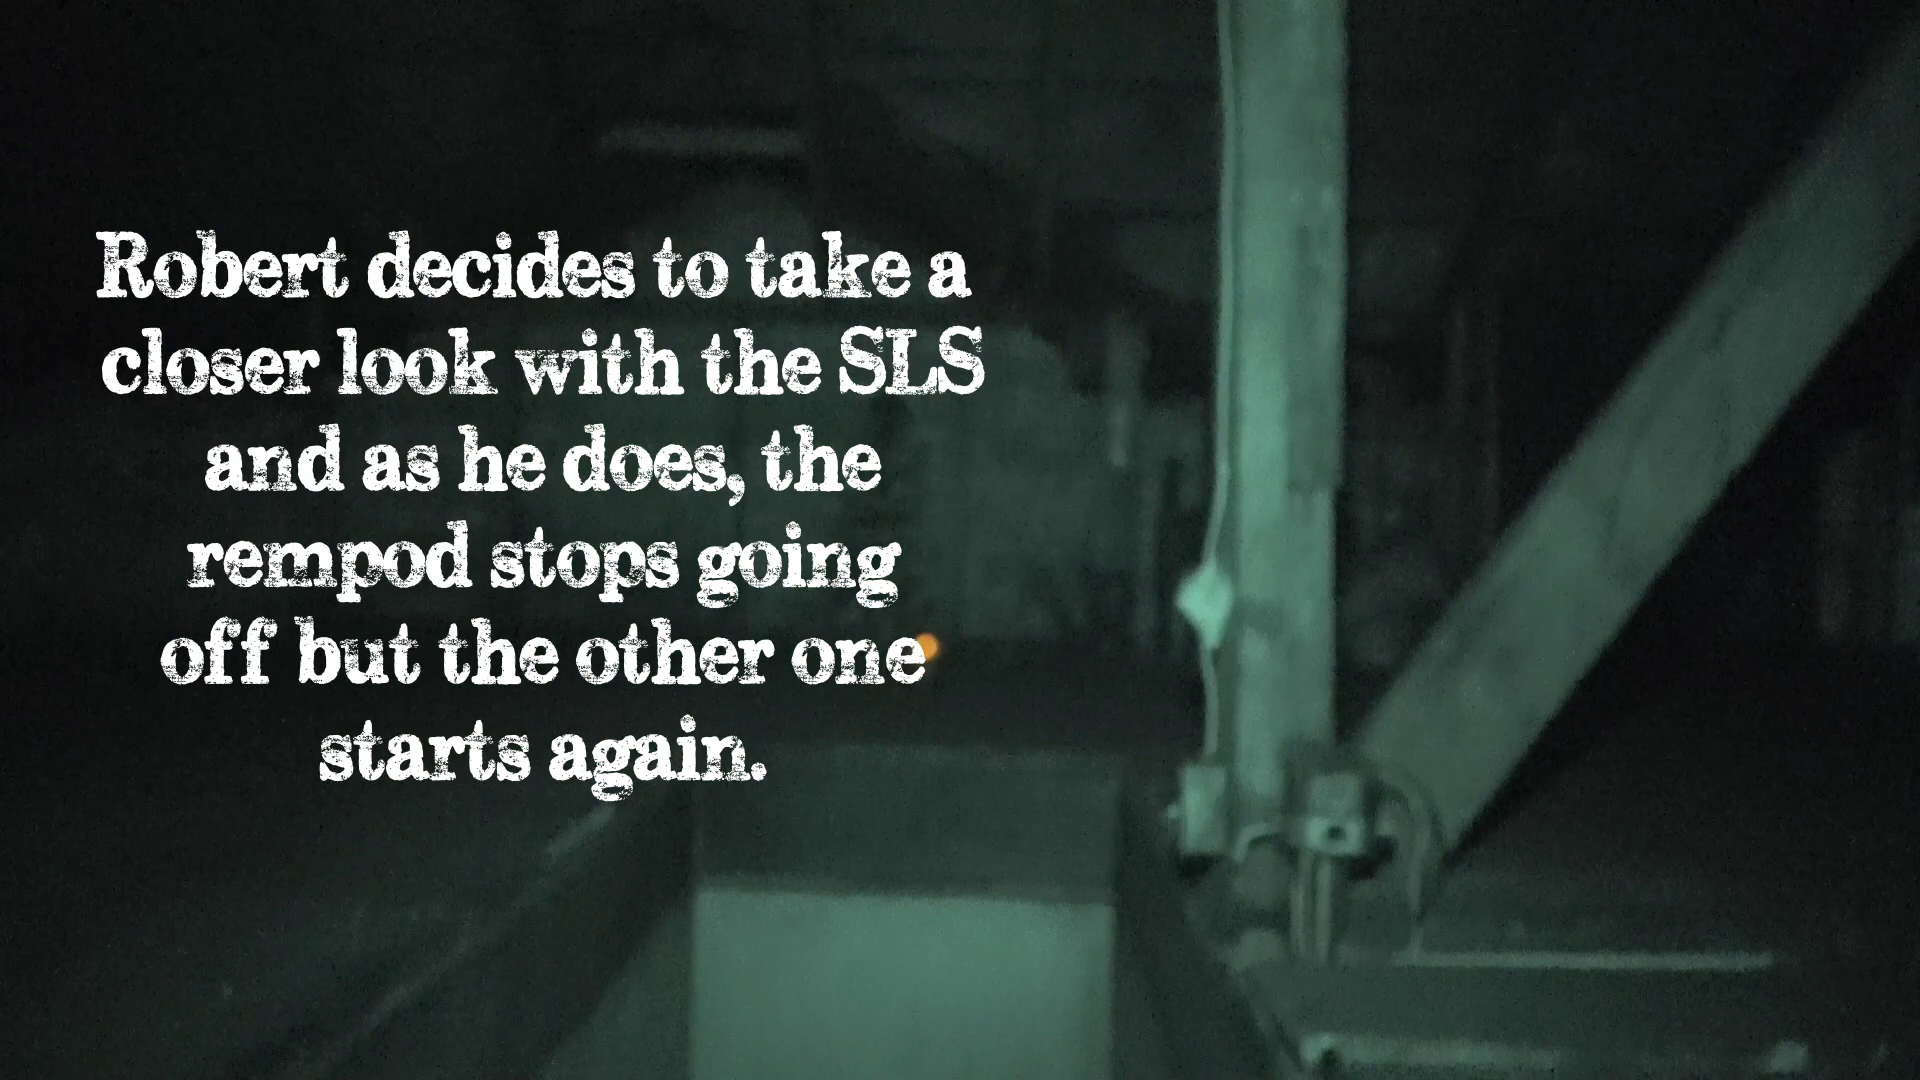 Robert decides to take a
closer look with the SLS
and as he does, the
rempod stops going
off but the other one
starts again.